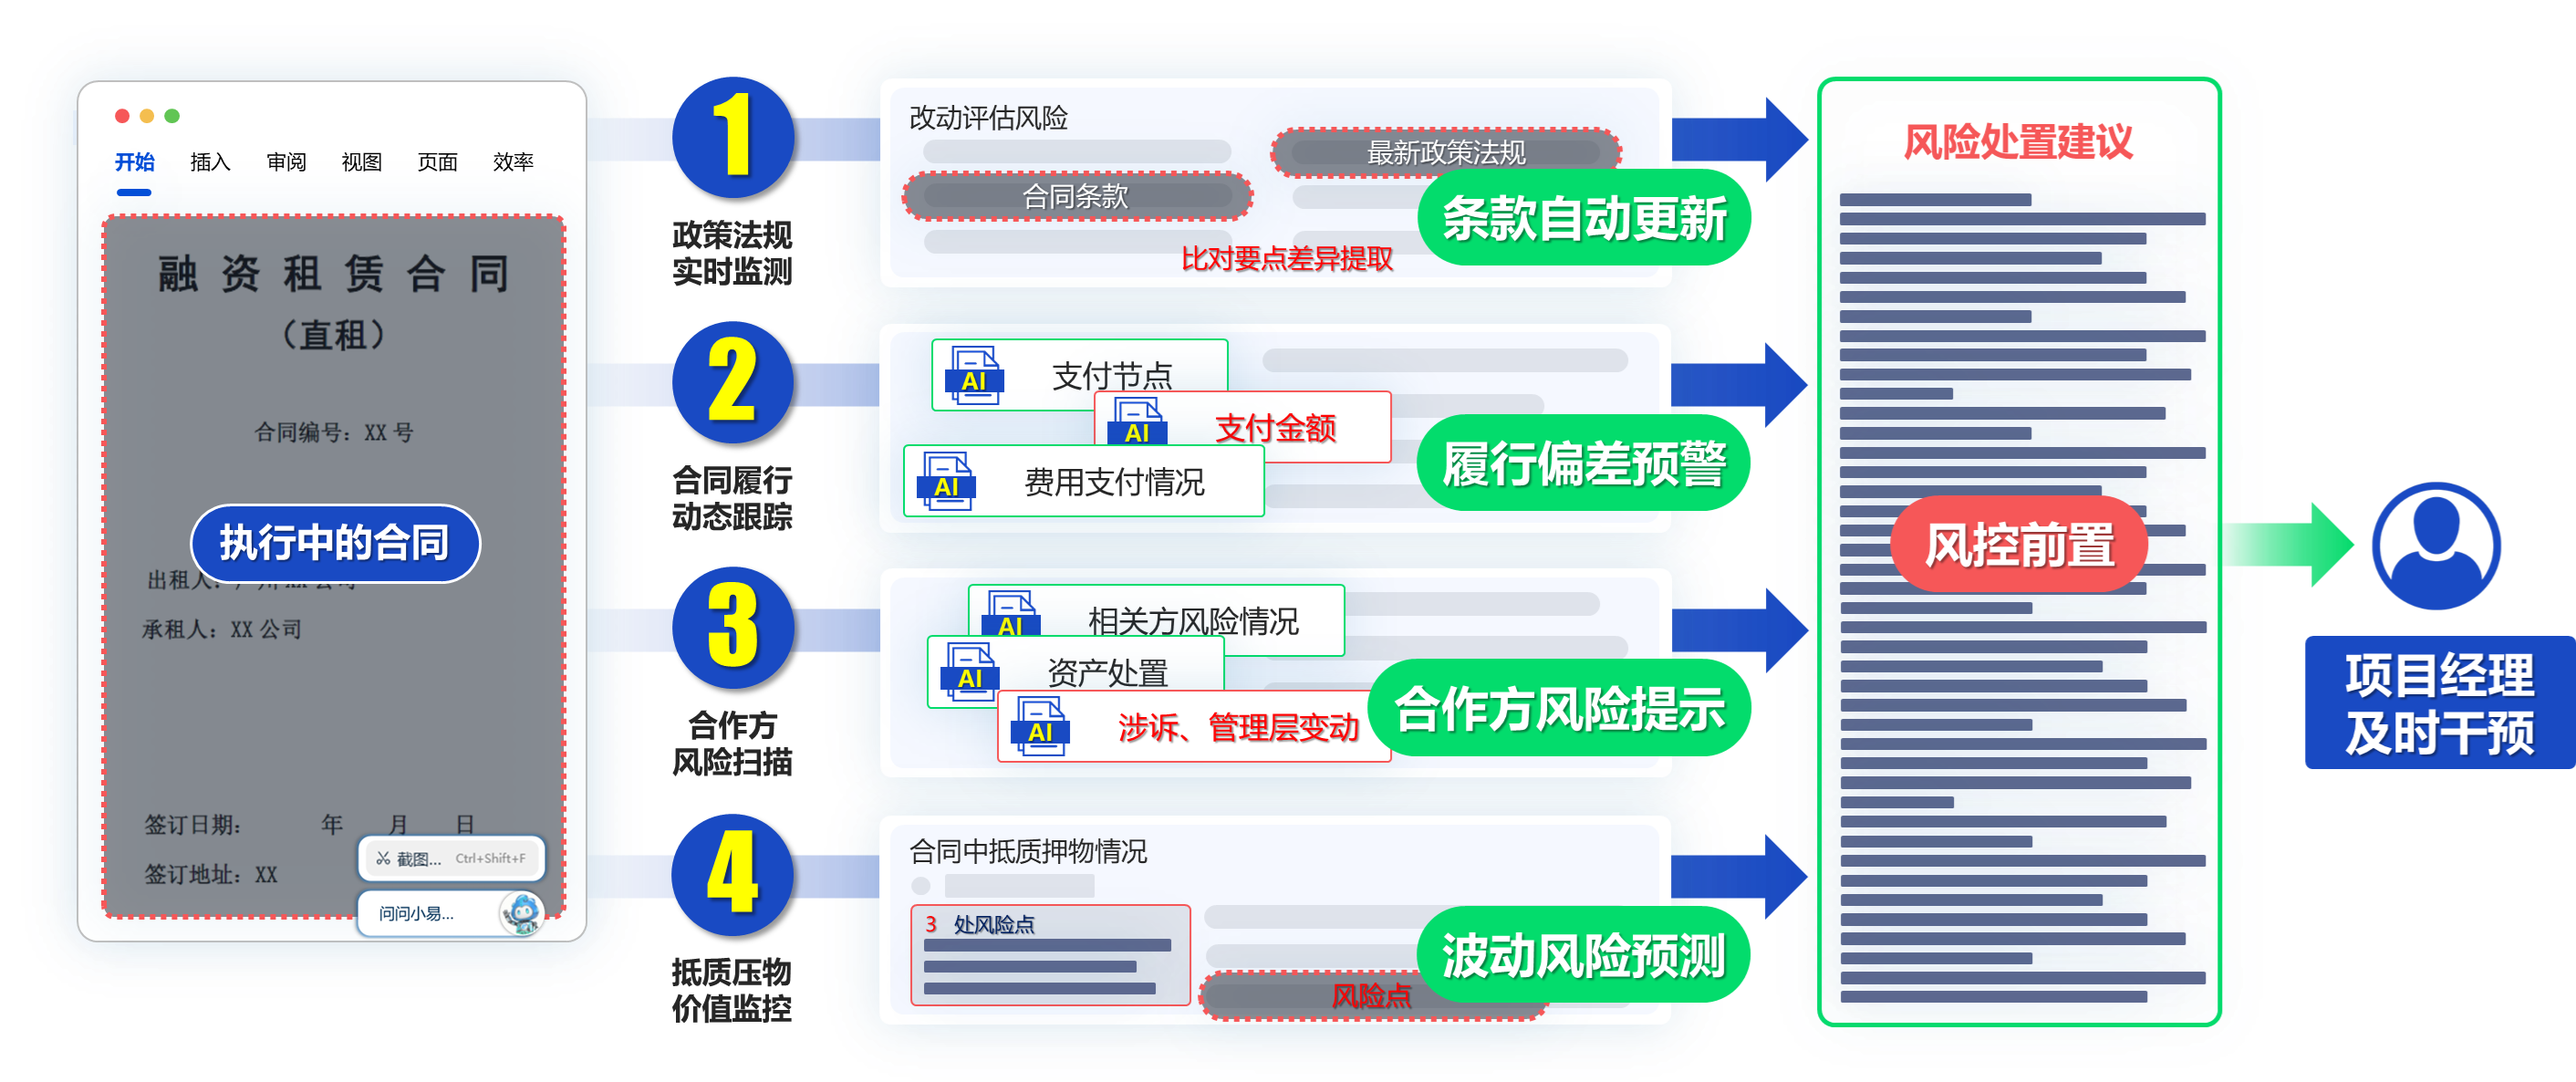 开始 插入 审阅 视图 页面 效率
融资租赁合同
（直租）
合同编号：XX 号
执行中的合同
出租人：
承租人：XX 公司
签订日期： 年 月 日
签订地址：XX
截图... Ctrl+Shift+F
问问小易...
1
政策法规
实时监测
改动评估风险
最新政策法规
合同条款
比对要点差异提取
条款自动更新
2
合同履行
动态跟踪
AI 支付节点
AI 支付金额
AI 费用支付情况
履行偏差预警
3
合作方
风险扫描
AI 相关方风险情况
AI 资产处置
AI 涉诉、管理层变动
合作方风险提示
4
抵质压物
价值监控
合同中抵质押物情况
3 处风险点
风险点
波动风险预测
风险处置建议
风控前置
项目经理
及时干预